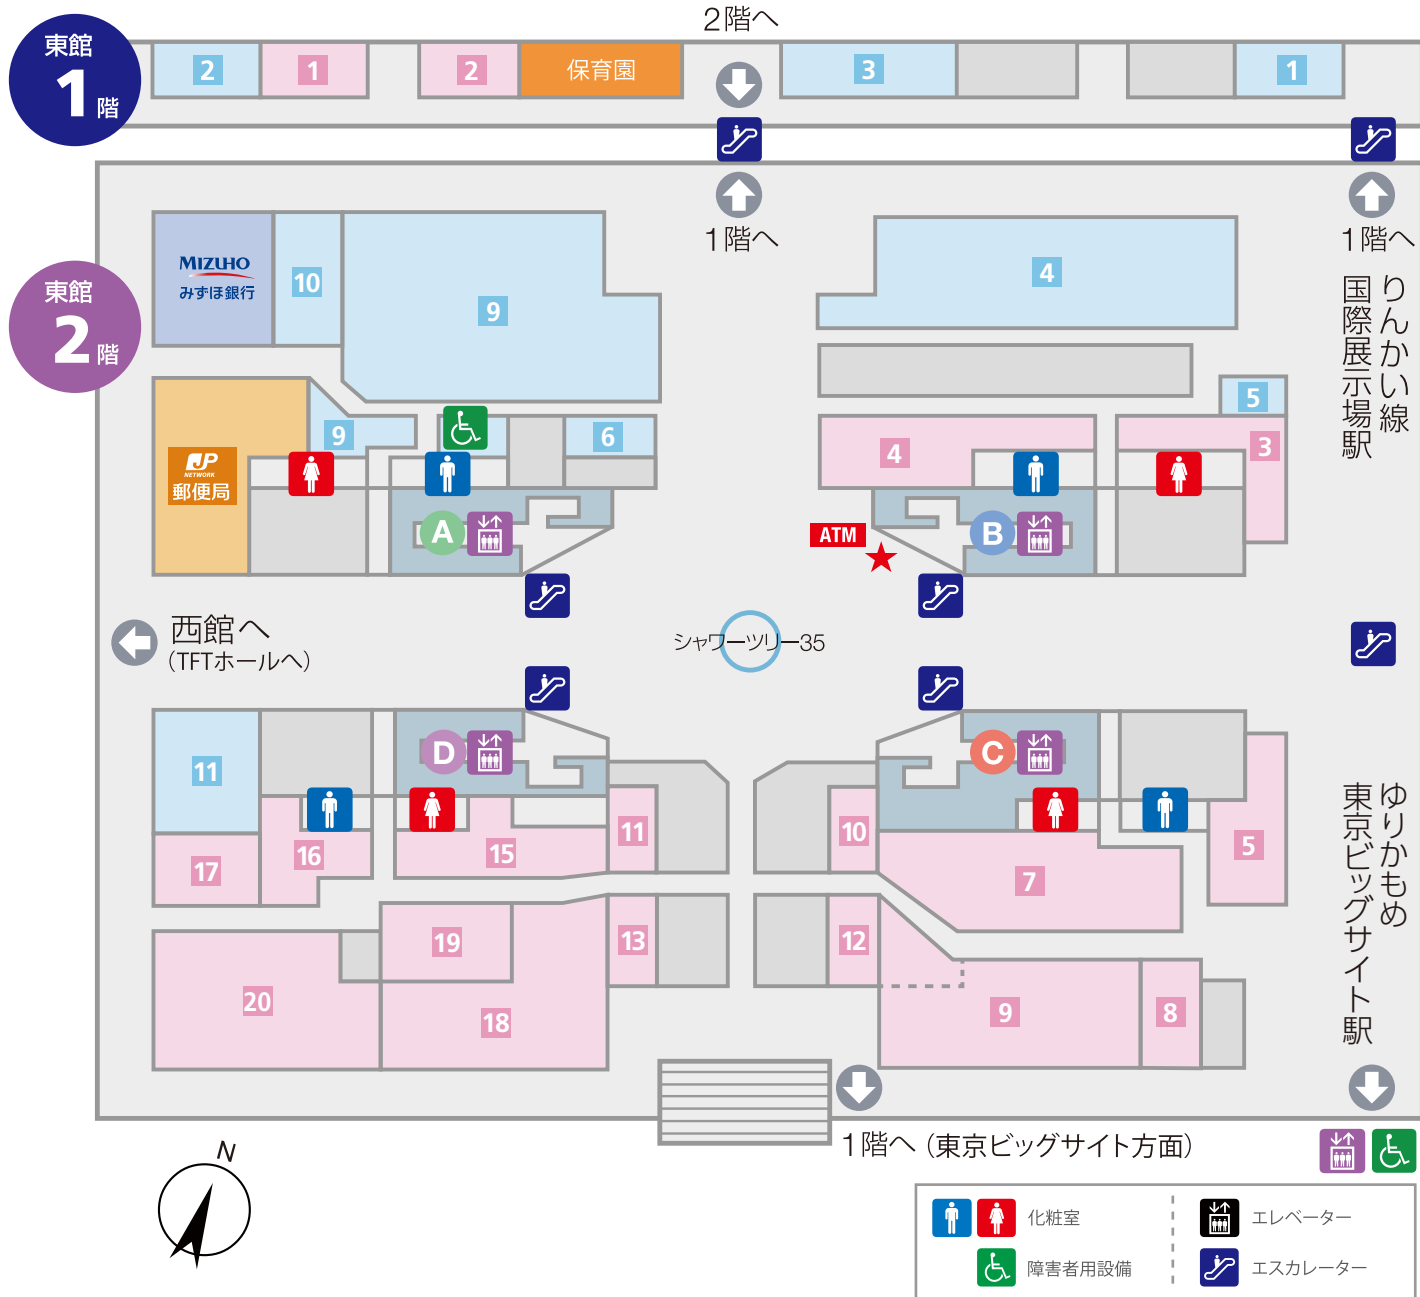 2階へ
東館
1階
2
1
2
保育園
3
1
1階へ
1階へ
東館
2階
MIZUHO
みずほ銀行
10
9
4
りんかい線
国際展示場駅
5
9
6
4
3
JP
NETWORK
郵便局
A
ATM
B
西館へ
(TFTホールへ)
シャワーツリー35
D
C
11
11
10
5
17
16
15
7
ゆりかもめ
東京ビッグサイト駅
19
13
12
20
18
9
8
1階へ(東京ビッグサイト方面)
N
化粧室
エレベーター
障害者用設備
エスカレーター